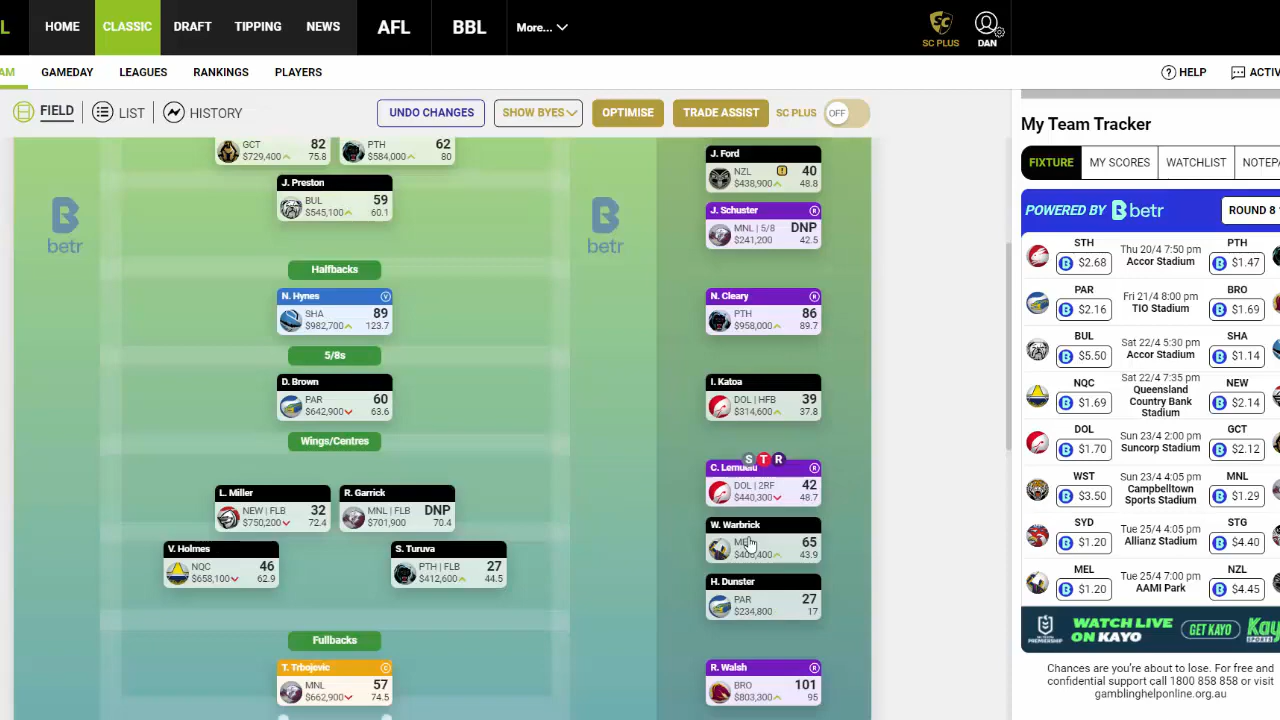 L
HOME
CLASSIC
DRAFT
TIPPING
NEWS
AFL
BBL
More...
SC PLUS
DAN
AM
GAMEDAY
LEAGUES
RANKINGS
PLAYERS
HELP
ACTIV
FIELD
LIST
HISTORY
UNDO CHANGES
SHOW BYES
OPTIMISE
TRADE ASSIST
SC PLUS
OFF
GCT 82
$729,400 75.8
PTH 62
$584,000 80
J. Preston
BUL 59
$545,100 60.1
betr
betr
Halfbacks
N. Hynes V
SHA 89
$982,700 123.7
5/8s
D. Brown
PAR 60
$642,900 63.6
Wings/Centres
L. Miller
NEW | FLB 32
$750,200 72.4
R. Garrick
MNL | FLB DNP
$701,900 70.4
V. Holmes
NQC 46
$658,100 62.9
S. Turuva
PTH | FLB 27
$412,600 44.5
Fullbacks
T. Trbojevic C
MNL 57
$662,900 74.5
J. Ford
NZL 40
$438,900 48.8
J. Schuster R
MNL | 5/8 DNP
$241,200 42.5
N. Cleary R
PTH 86
$958,000 89.7
I. Katoa
DOL | HFB 39
$314,600 37.8
S T R
C. Lemuelu R
DOL | 2RF 42
$440,300 48.7
W. Warbrick
65
43.9
H. Dunster
PAR 27
$234,800 17
R. Walsh R
BRO 101
$803,300 95
My Team Tracker
FIXTURE
MY SCORES
WATCHLIST
NOTEPA
POWERED BY betr
ROUND 8
STH Thu 20/4 7:50 pm PTH
$2.68 Accor Stadium $1.47
PAR Fri 21/4 8:00 pm BRO
$2.16 TIO Stadium $1.69
BUL Sat 22/4 5:30 pm SHA
$5.50 Accor Stadium $1.14
NQC Sat 22/4 7:35 pm NEW
$1.69 Queensland Country Bank Stadium $2.14
DOL Sun 23/4 2:00 pm GCT
$1.70 Suncorp Stadium $2.12
WST Sun 23/4 4:05 pm MNL
$3.50 Campbelltown Sports Stadium $1.29
SYD Tue 25/4 4:05 pm STG
$1.20 Allianz Stadium $4.40
MEL Tue 25/4 7:00 pm NZL
$1.20 AAMI Park $4.45
WATCH LIVE
ON KAYO
GET KAYO
Kay
Chances are you're about to lose. For free and
confidential support call 1800 858 858 or visit
gamblinghelponline.org.au